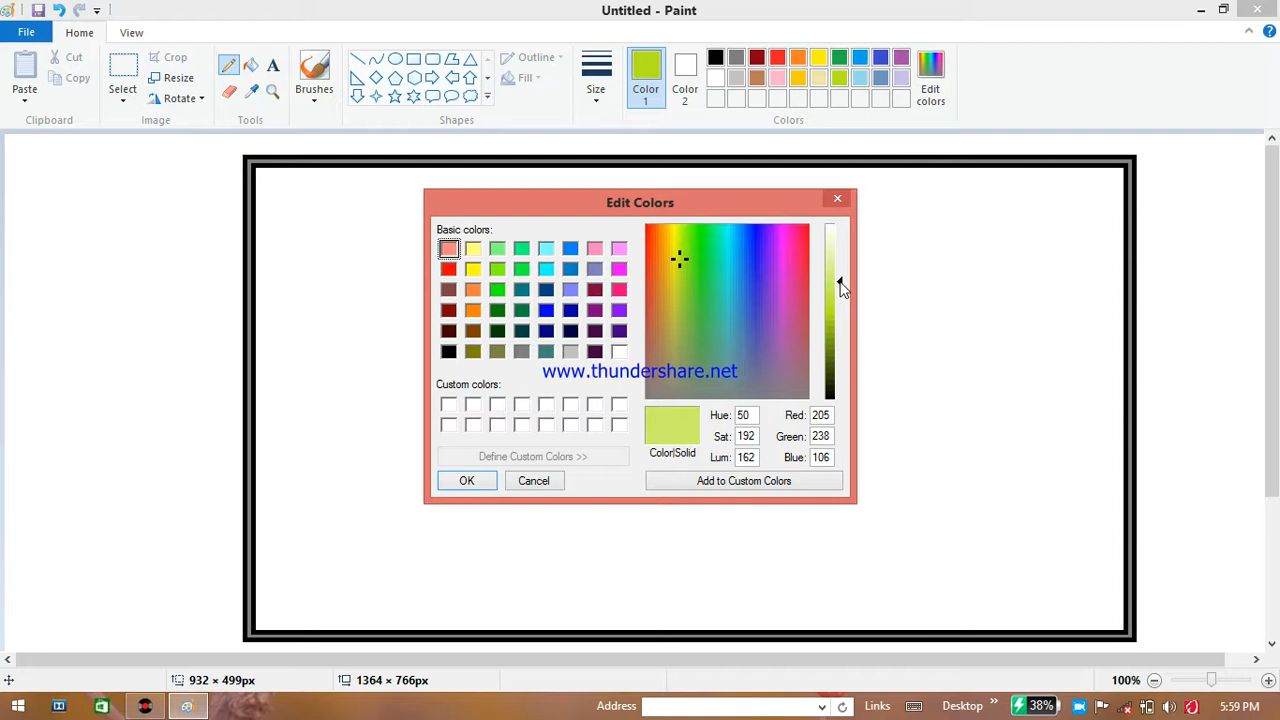 Untitled - Paint
File
Home
View
Paste
Cut
Copy
Clipboard
Select
Crop
Resize
Rotate
Image
A
Tools
Brushes
Outline
Fill
Shapes
Size
Color 1
Color 2
Edit colors
Colors
Edit Colors
Basic colors:
www.thundershare.net
Custom colors:
Define Custom Colors >>
OK
Cancel
Color|Solid
Hue: 50
Sat: 192
Lum: 162
Red: 205
Green: 238
Blue: 106
Add to Custom Colors
932 × 499px
1364 × 766px
100%
Address
Links
Desktop
38%
5:59 PM